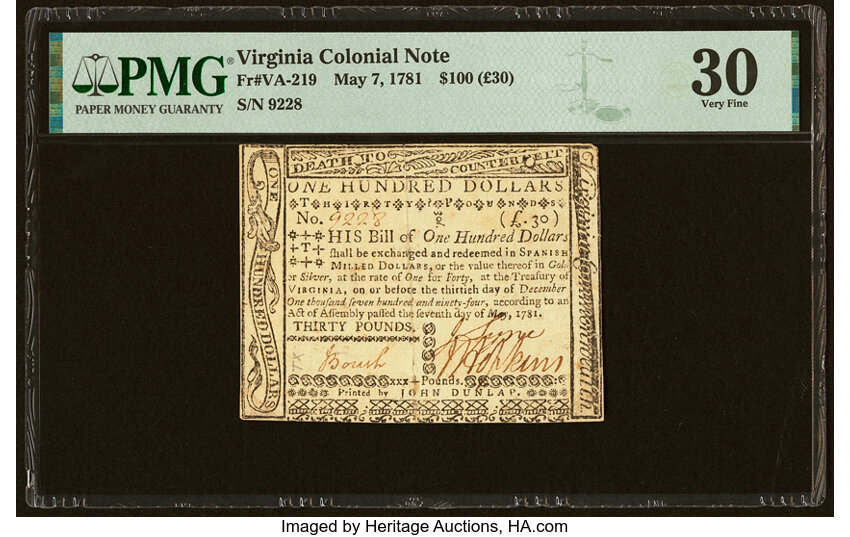 PMG®
PAPER MONEY GUARANTY
Virginia Colonial Note
Fr#VA-219 May 7, 1781 $100 (£30)
S/N 9228
30
Very Fine
DEATH TO COUNTERFEIT
ONE HUNDRED DOLLARS
ONE HUNDRED DOLLARS
THIRTY POUNDS
No. 9228 (£.30)
THIS Bill of One Hundred Dollars
ſhall be exchanged and redeemed in SPANISH
MILLED DOLLARS, or the value thereof in Gol
or Silver, at the rate of One for Forty, at the Treaſury of
VIRGINIA, on or before the thirtieth day of December
One thouſand ſeven hundred and ninety-four, according to an
Act of Aſſembly paſſed the ſeventh day of May, 1781.
THIRTY POUNDS.
Boush
J Hopkins
xxx Pounds.
Printed by JOHN DUNLAP.
Imaged by Heritage Auctions, HA.com